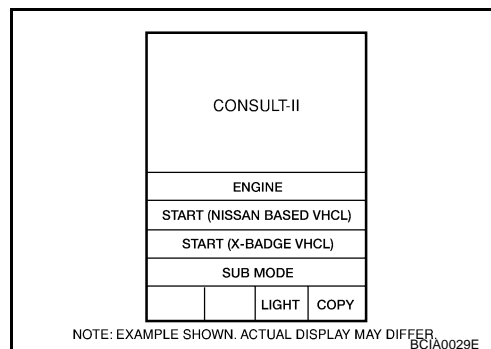 CONSULT-II
ENGINE
START (NISSAN BASED VHCL)
START (X-BADGE VHCL)
SUB MODE
LIGHT COPY
NOTE: EXAMPLE SHOWN. ACTUAL DISPLAY MAY DIFFER.
BCIA0029E